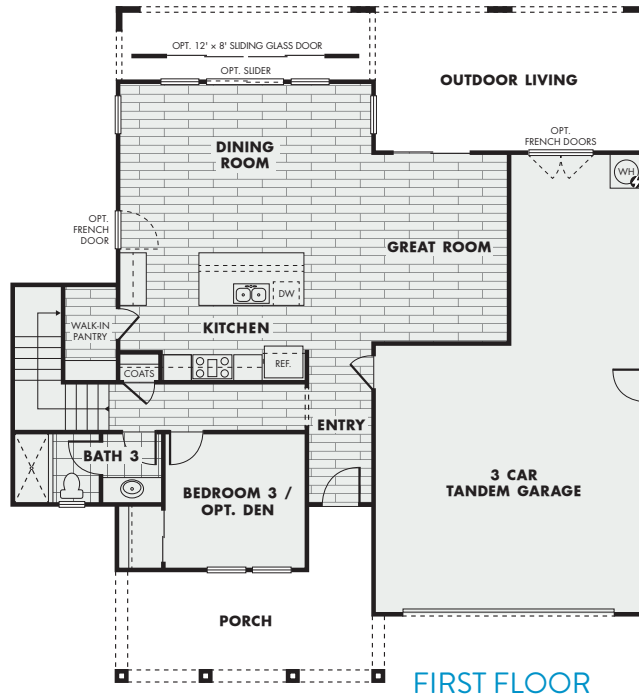 OPT. 12' x 8' SLIDING GLASS DOOR
OPT. SLIDER
OUTDOOR LIVING
OPT.
FRENCH DOORS
WH
DINING
ROOM
OPT.
FRENCH
DOOR
GREAT ROOM
DW
KITCHEN
WALK-IN
PANTRY
COATS
REF.
ENTRY
BATH 3
BEDROOM 3 /
OPT. DEN
3 CAR
TANDEM GARAGE
PORCH
FIRST FLOOR